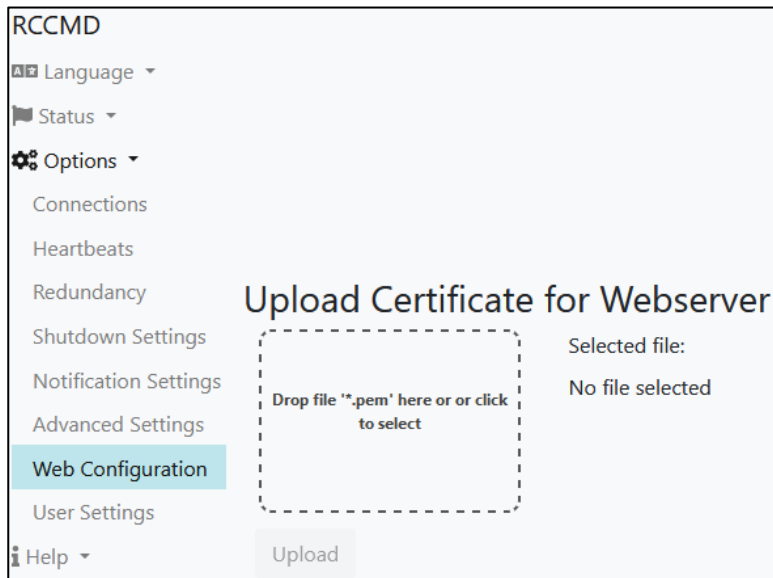 RCCMD
Language
Status
Options
Connections
Heartbeats
Redundancy
Shutdown Settings
Notification Settings
Advanced Settings
Web Configuration
User Settings
Help
Upload Certificate for Webserver
Drop file '*.pem' here or or click
to select
Selected file:
No file selected
Upload